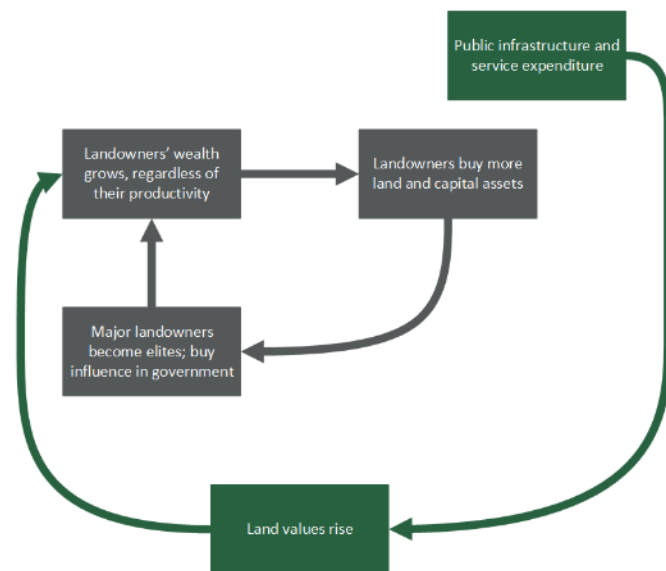 Public infrastructure and
service expenditure
Landowners’ wealth
grows, regardless of
their productivity
Landowners buy more
land and capital assets
Major landowners
become elites; buy
influence in government
Land values rise